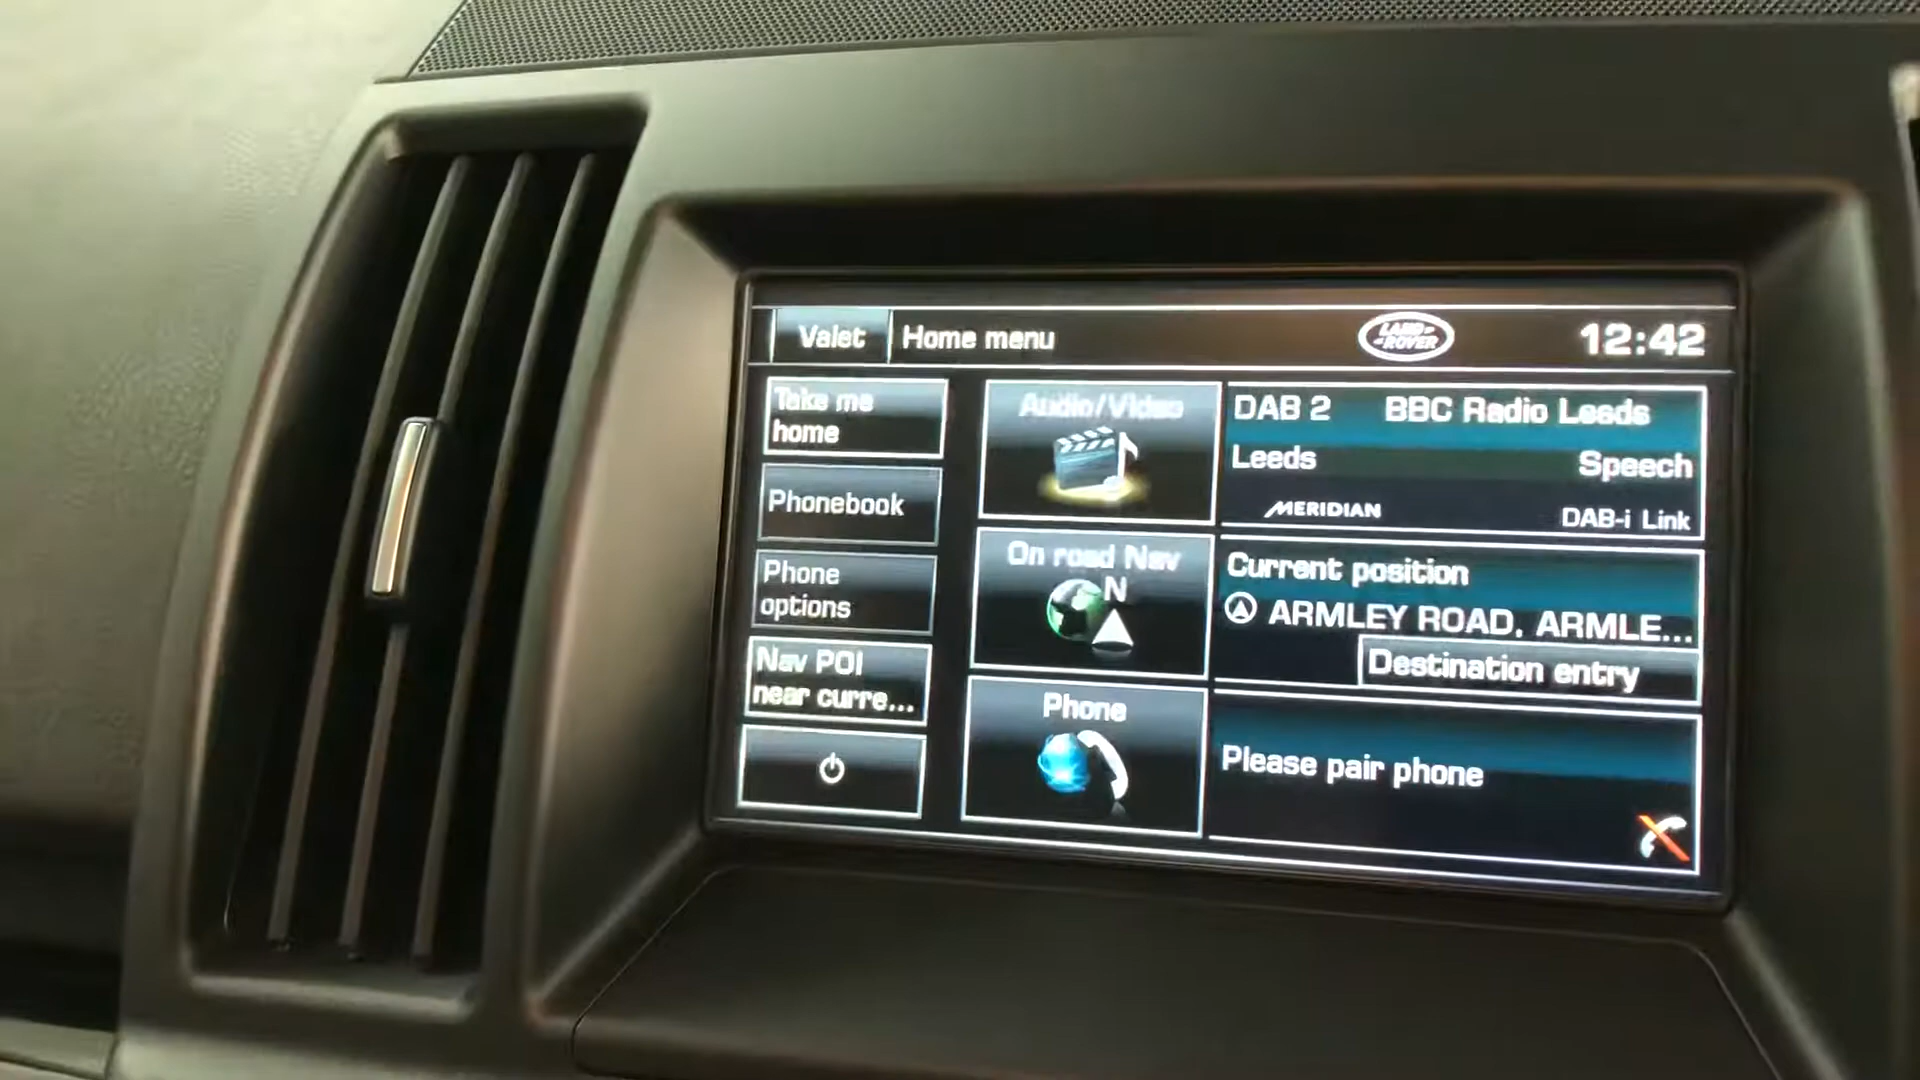 Valet
Home menu
LAND
ROVER
12:42
Take me
home
Phonebook
Phone
options
Nav POI
near curre...
Audio/Video
On road Nav
N
Phone
DAB 2
BBC Radio Leeds
Leeds
Speech
MERIDIAN
DAB-i Link
Current position
ARMLEY ROAD, ARMLE...
Destination entry
Please pair phone